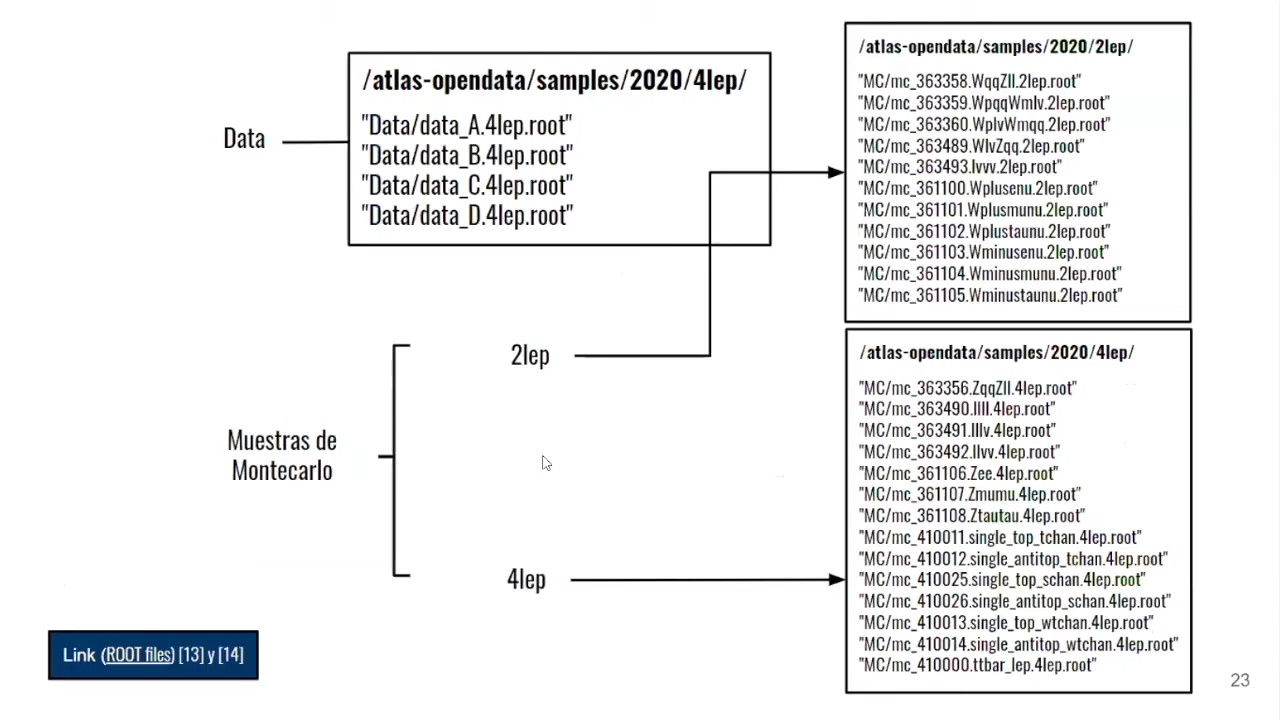 Data
/atlas-opendata/samples/2020/4lep/
"Data/data_A.4lep.root"
"Data/data_B.4lep.root"
"Data/data_C.4lep.root"
"Data/data_D.4lep.root"
/atlas-opendata/samples/2020/2lep/
"MC/mc_363358.WqqZll.2lep.root"
"MC/mc_363359.WpqqWmlv.2lep.root"
"MC/mc_363360.WplvWmqq.2lep.root"
"MC/mc_363489.WlvZqq.2lep.root"
"MC/mc_363493.lvvv.2lep.root"
"MC/mc_361100.Wplusenu.2lep.root"
"MC/mc_361101.Wplusmunu.2lep.root"
"MC/mc_361102.Wplustaunu.2lep.root"
"MC/mc_361103.Wminusenu.2lep.root"
"MC/mc_361104.Wminusmunu.2lep.root"
"MC/mc_361105.Wminustaunu.2lep.root"
Muestras de
Montecarlo
2lep
4lep
/atlas-opendata/samples/2020/4lep/
"MC/mc_363356.ZqqZll.4lep.root"
"MC/mc_363490.llll.4lep.root"
"MC/mc_363491.lllv.4lep.root"
"MC/mc_363492.llvv.4lep.root"
"MC/mc_361106.Zee.4lep.root"
"MC/mc_361107.Zmumu.4lep.root"
"MC/mc_361108.Ztautau.4lep.root"
"MC/mc_410011.single_top_tchan.4lep.root"
"MC/mc_410012.single_antitop_tchan.4lep.root"
"MC/mc_410025.single_top_schan.4lep.root"
"MC/mc_410026.single_antitop_schan.4lep.root"
"MC/mc_410013.single_top_wtchan.4lep.root"
"MC/mc_410014.single_antitop_wtchan.4lep.root"
"MC/mc_410000.ttbar_lep.4lep.root"
Link (ROOT files) [13] y [14]
23